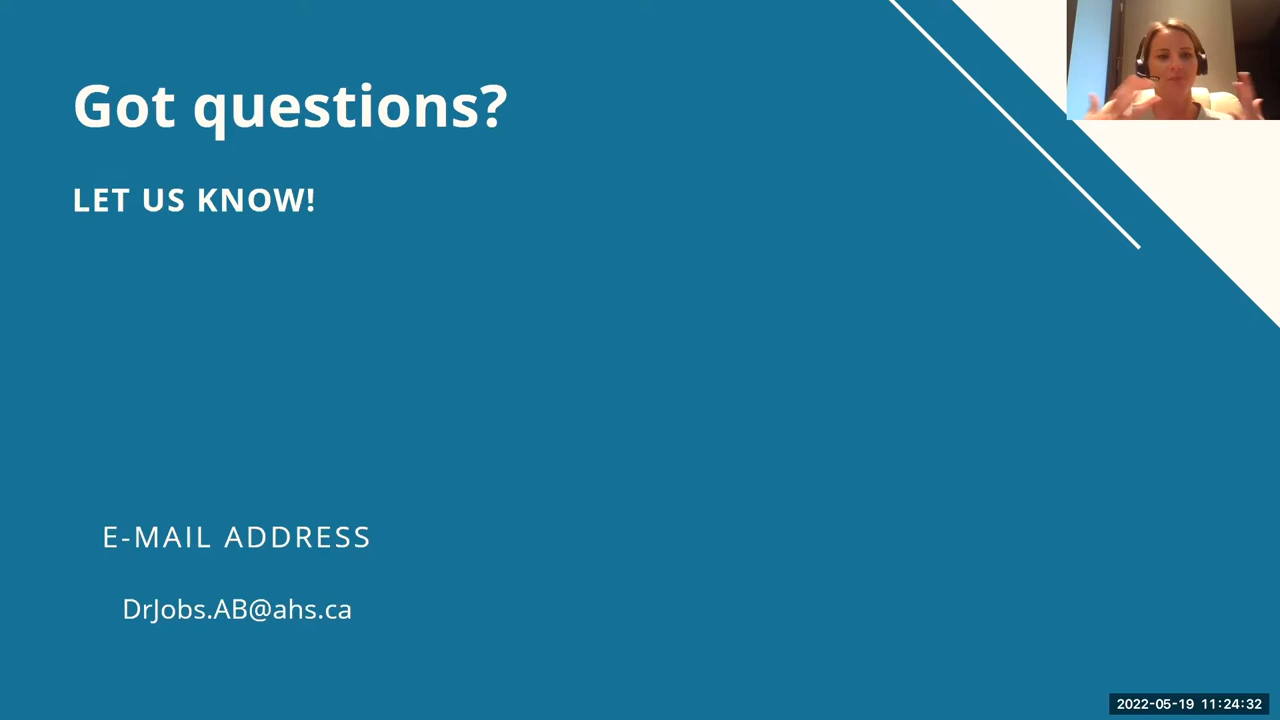 Got questions?
LET US KNOW!
E-MAIL ADDRESS
DrJobs.AB@ahs.ca
2022-05-19 11:24:32